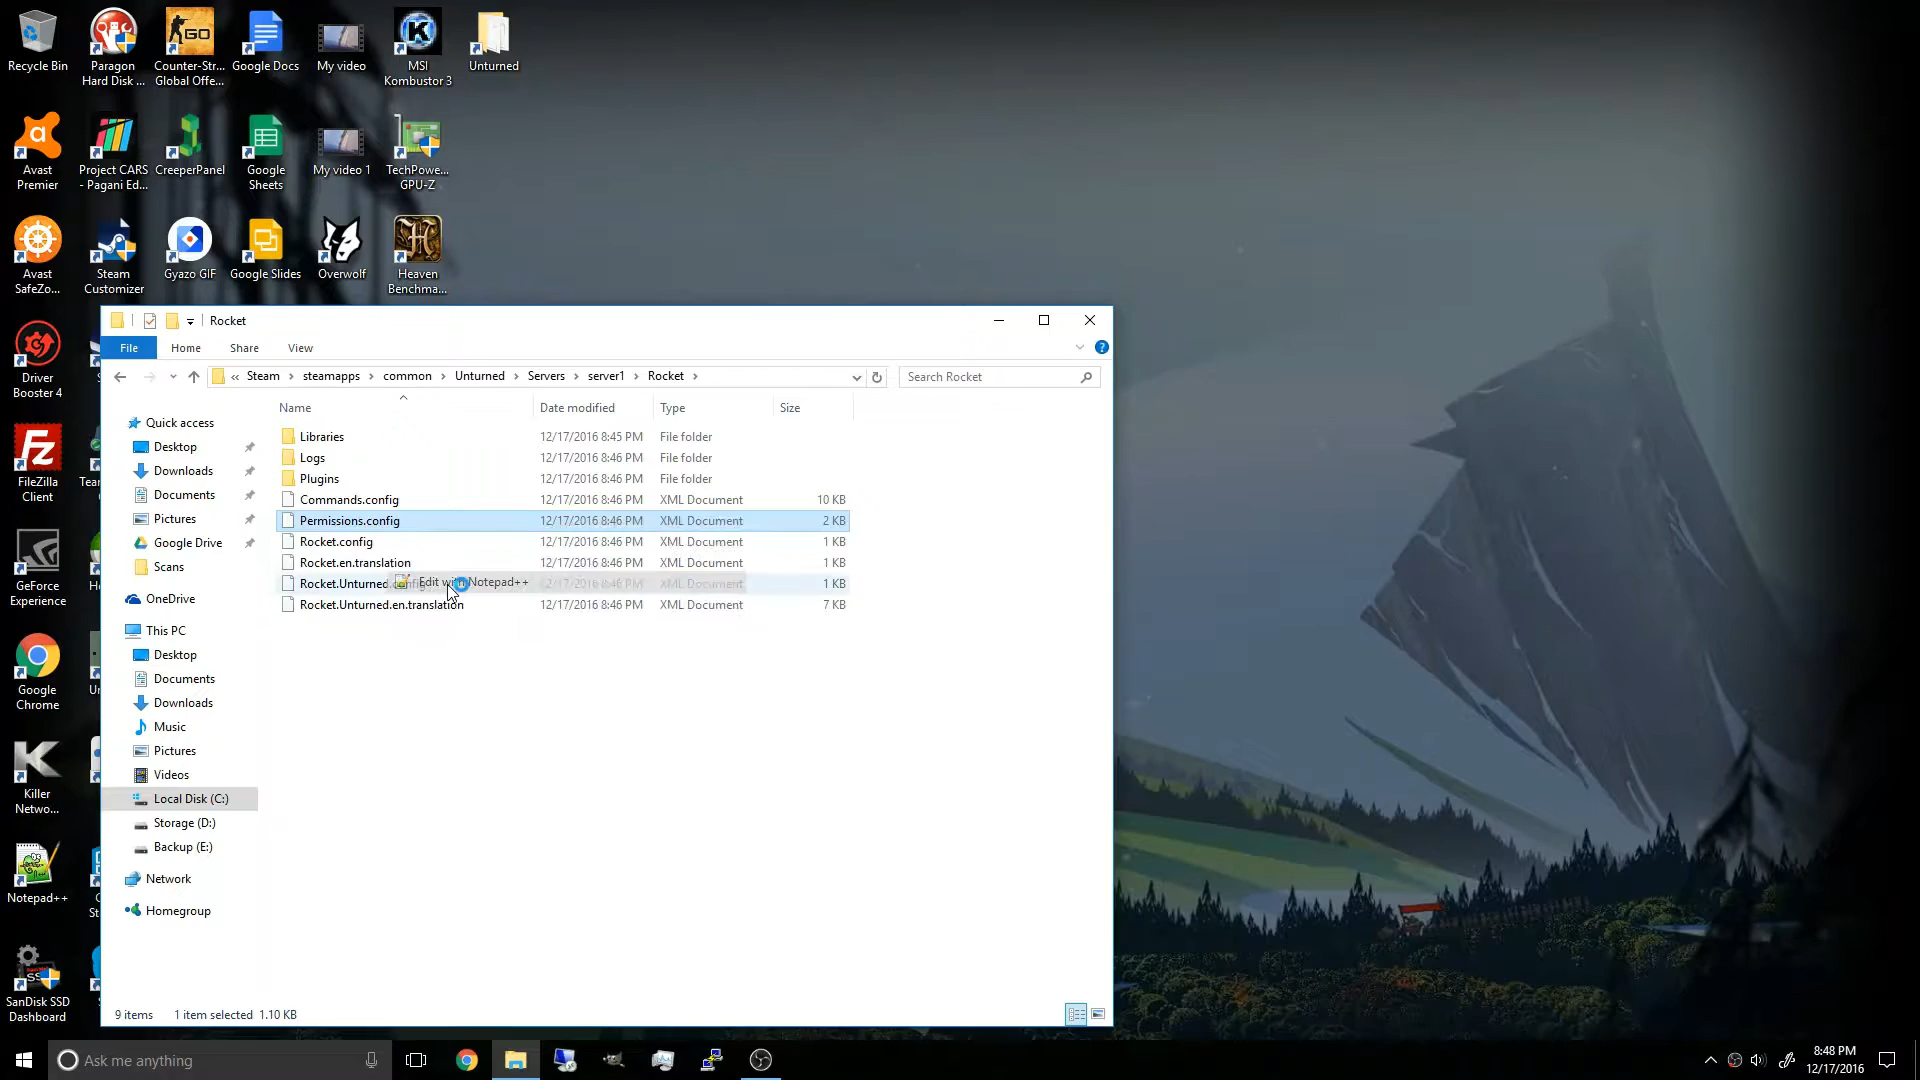 Recycle Bin
Paragon
Hard Disk ...
Counter-Str...
Global Offe...
Google Docs
My video
MSI
Kombustor 3
Unturned
Avast
Premier
Project CARS
- Pagani Ed...
CreeperPanel
Google
Sheets
My video 1
TechPowe...
GPU-Z
Avast
SafeZo...
Steam
Customizer
Gyazo GIF
Google Slides
Overwolf
Heaven
Benchma...
Driver
Booster 4
FileZilla
Client
GeForce
Experience
Google
Chrome
Killer
Netwo...
Notepad++
SanDisk SSD
Dashboard
Rocket
File
Home
Share
View
« Steam > steamapps > common > Unturned > Servers > server1 > Rocket >
Search Rocket
Name
Date modified
Type
Size
Libraries 12/17/2016 8:45 PM File folder
Logs 12/17/2016 8:46 PM File folder
Plugins 12/17/2016 8:46 PM File folder
Commands.config 12/17/2016 8:46 PM XML Document 10 KB
Permissions.config 12/17/2016 8:46 PM XML Document 2 KB
Rocket.config 12/17/2016 8:46 PM XML Document 1 KB
Rocket.en.translation 12/17/2016 8:46 PM XML Document 1 KB
Rocket.Unturned.config 12/17/2016 8:46 PM XML Document 1 KB
Edit with Notepad++
Rocket.Unturned.en.translation 12/17/2016 8:46 PM XML Document 7 KB
Quick access
Desktop
Downloads
Documents
Pictures
Google Drive
Scans
OneDrive
This PC
Desktop
Documents
Downloads
Music
Pictures
Videos
Local Disk (C:)
Storage (D:)
Backup (E:)
Network
Homegroup
9 items
1 item selected 1.10 KB
Ask me anything
8:48 PM
12/17/2016